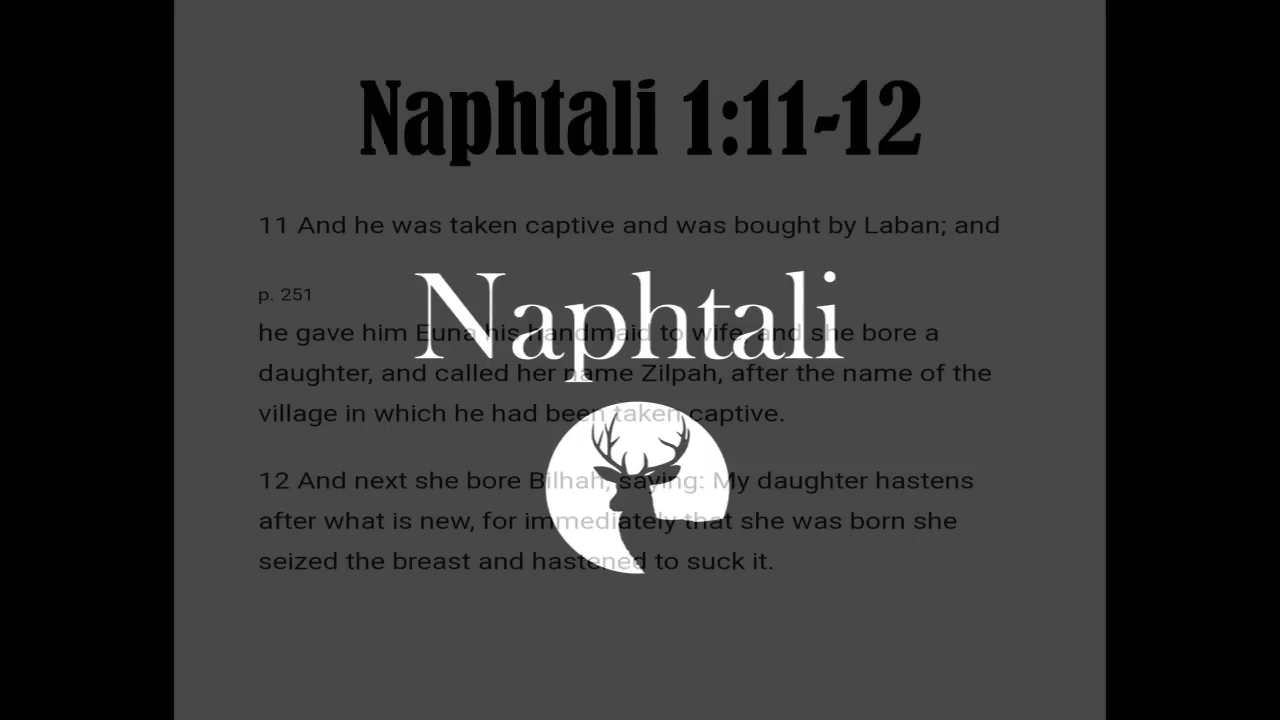 Naphtali 1:11-12
11 And he was taken captive and was bought by Laban; and
Naphtali
p. 251
he gave him Euna his handmaid to wife, and she bore a
daughter, and called her name Zilpah, after the name of the
village in which he had been taken captive.
12 And next she bore Bilhah, saying: My daughter hastens
after what is new, for immediately that she was born she
seized the breast and hastened to suck it.